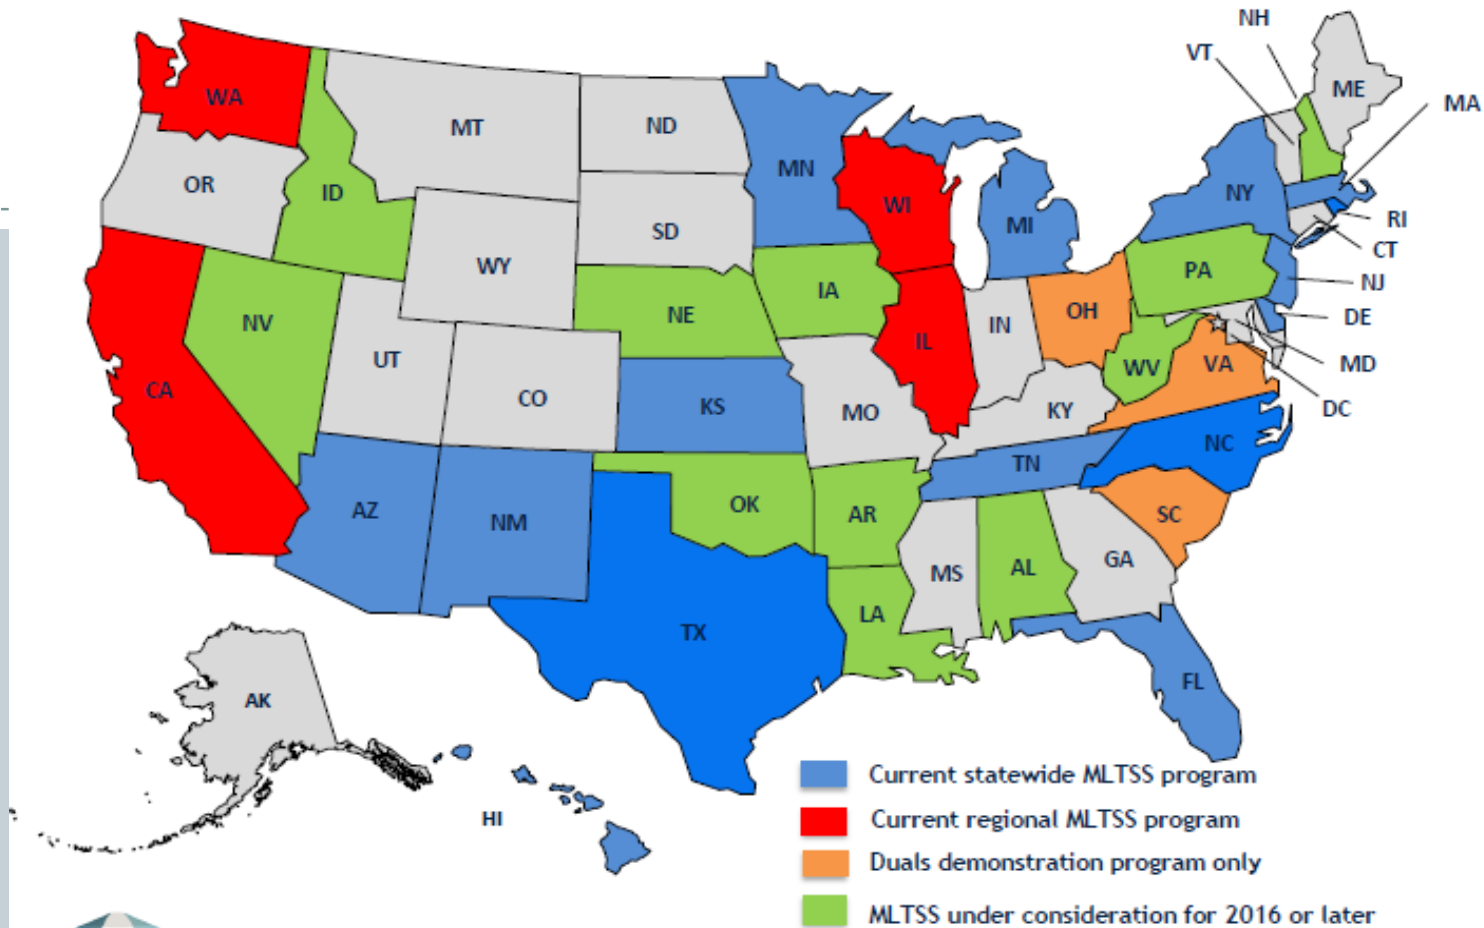 NH
VT
ME
MA
WA
MT
ND
MN
OR
ID
SD
WI
MI
NY
RI
CT
WY
IA
PA
NJ
NV
NE
IL
IN
OH
DE
UT
CO
KS
MO
KY
WV
VA
MD
DC
CA
TN
NC
AZ
NM
OK
AR
SC
MS
AL
GA
LA
TX
FL
AK
HI
Current statewide MLTSS program
Current regional MLTSS program
Duals demonstration program only
MLTSS under consideration for 2016 or later